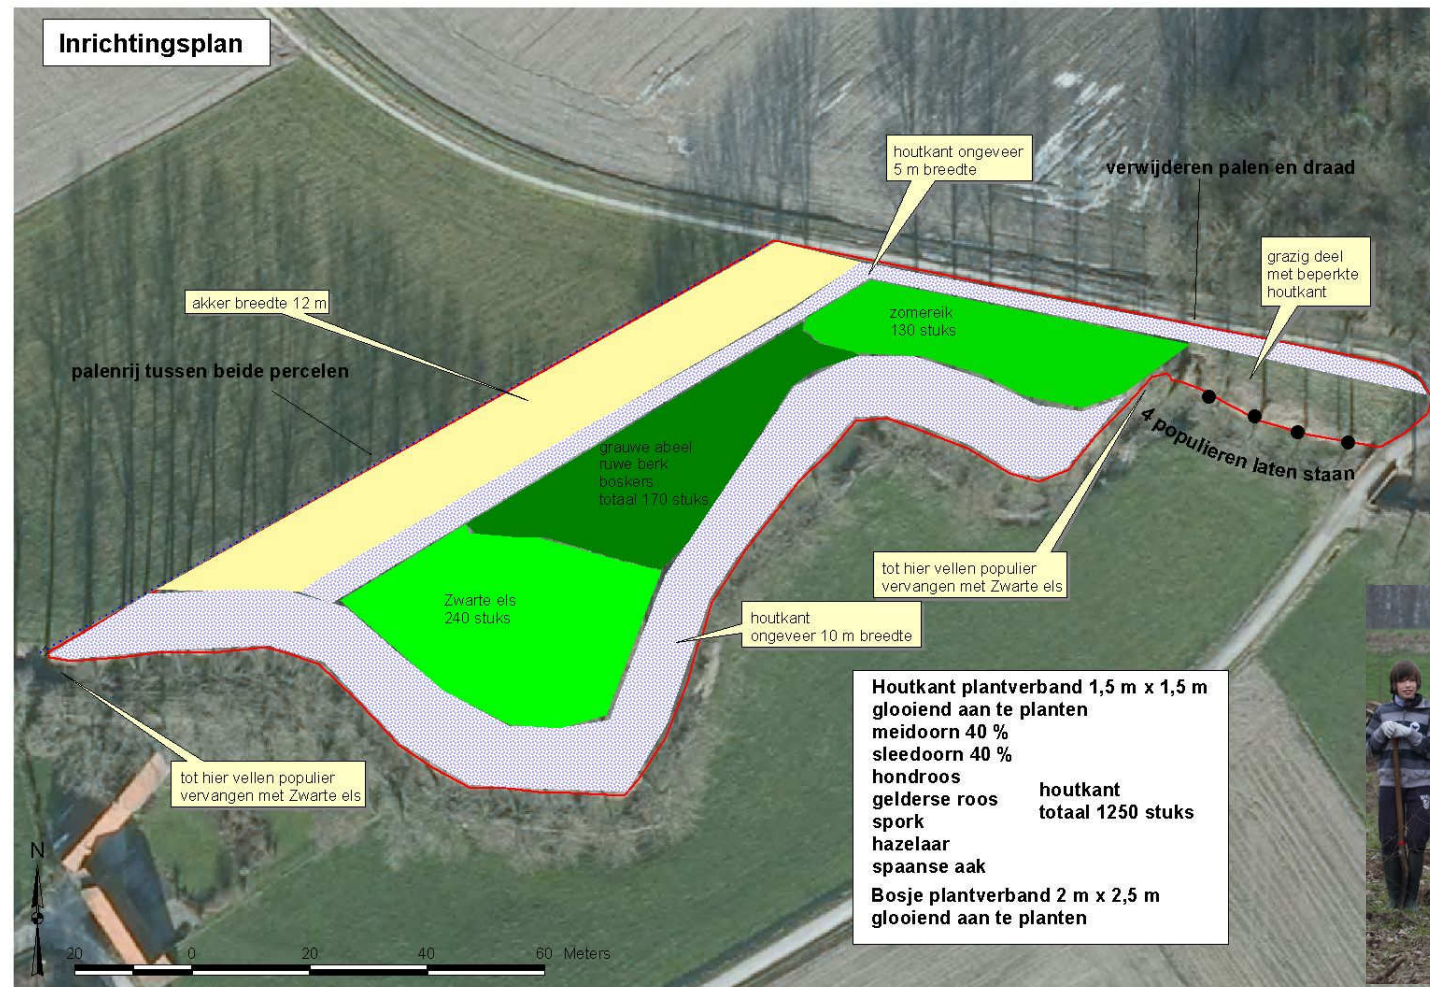 Inrichtingsplan
houtkant ongeveer
5 m breedte
verwijderen palen en draad
grazig deel
met beperkte
houtkant
akker breedte 12 m
zomereik
130 stuks
palenrij tussen beide percelen
4 populieren laten staan
grauwe abeel
ruwe berk
boskers
totaal 170 stuks
tot hier vellen populier
vervangen met Zwarte els
Zwarte els
240 stuks
houtkant
ongeveer 10 m breedte
tot hier vellen populier
vervangen met Zwarte els
Houtkant plantverband 1,5 m x 1,5 m
glooiend aan te planten
meidoorn 40 %
sleedoorn 40 %
hondroos
gelderse roos
spork
hazelaar
spaanse aak
houtkant
totaal 1250 stuks
Bosje plantverband 2 m x 2,5 m
glooiend aan te planten
N
20 0 20 40 60 Meters